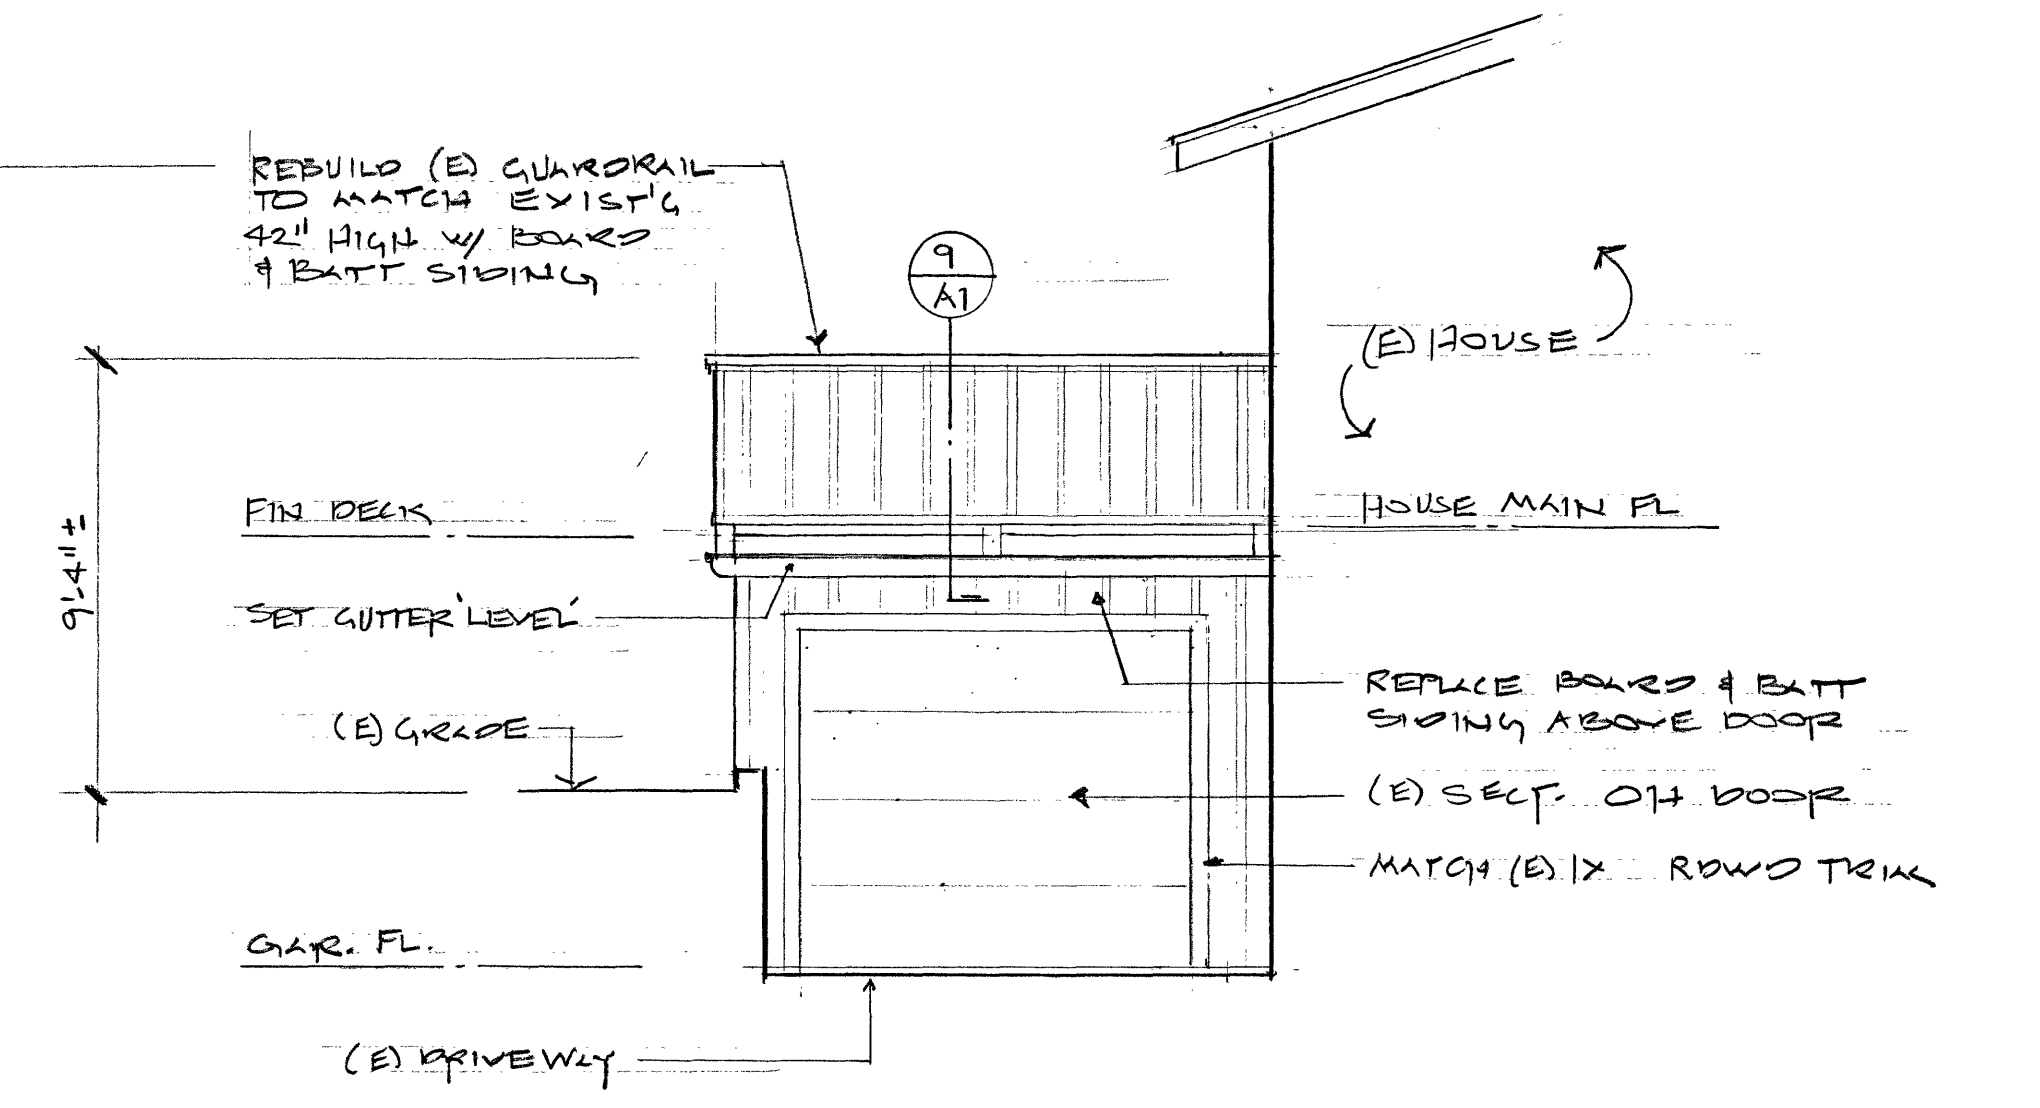 REBUILD (E) GUARDRAIL
TO MATCH EXIST'G
42" HIGH W/ BOARD
& BATT SIDING
9
A1
(E) HOUSE
9'-4" ±
FIN DECK
HOUSE MAIN FL
SET GUTTER 'LEVEL'
(E) GRADE
REPLACE BOARD & BATT
SIDING ABOVE DOOR
(E) SECT. OH DOOR
MATCH (E) 1X RDWD TRIM
GAR. FL.
(E) DRIVEWAY